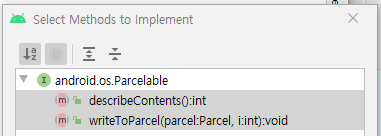 Select Methods to Implement
android.os.Parcelable
describeContents():int
writeToParcel(parcel:Parcel, i:int):void